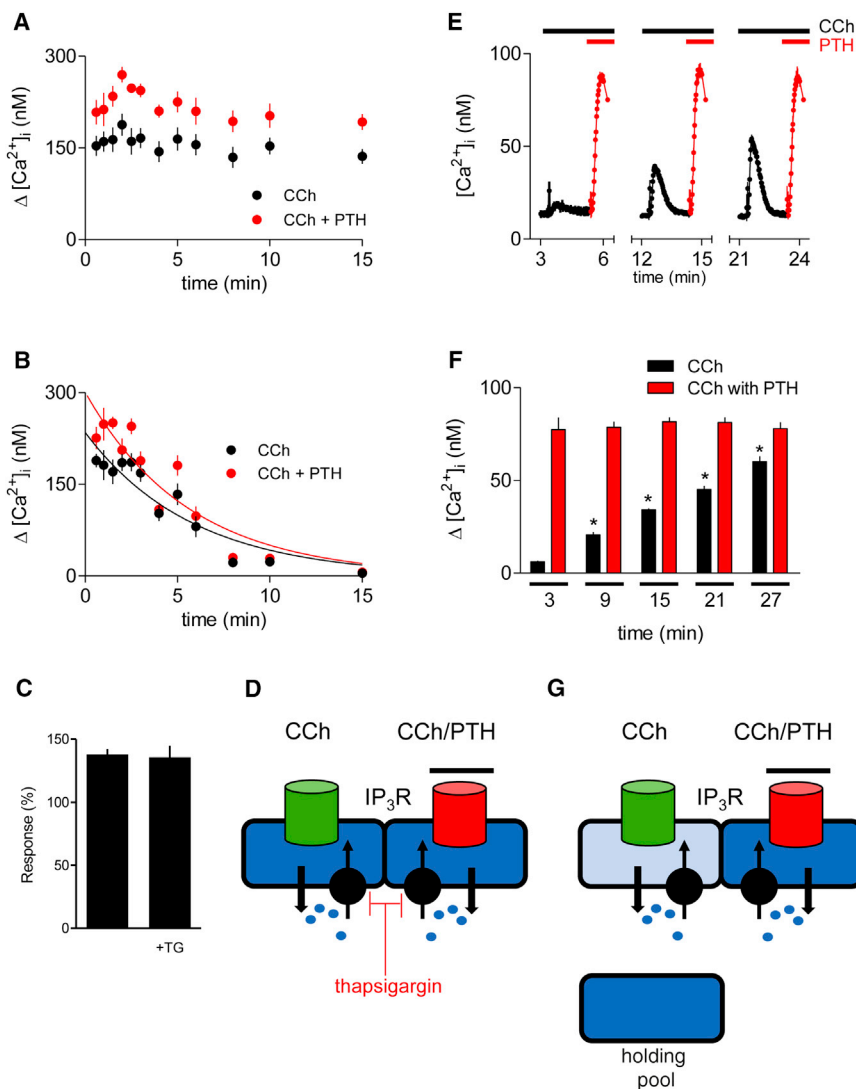 A
Δ [Ca2+]i (nM)
300
150
0
CCh
CCh + PTH
0 5 10 15
time (min)
B
Δ [Ca2+]i (nM)
300
150
0
CCh
CCh + PTH
0 5 10 15
time (min)
C
Response (%)
150
100
50
0
+TG
D
CCh CCh/PTH
IP3R
thapsigargin
E
CCh
PTH
[Ca2+]i (nM)
100
50
0
3 6 12 15 21 24
time (min)
F
CCh
CCh with PTH
Δ [Ca2+]i (nM)
100
50
0
* * * *
3 9 15 21 27
time (min)
G
CCh CCh/PTH
IP3R
holding
pool